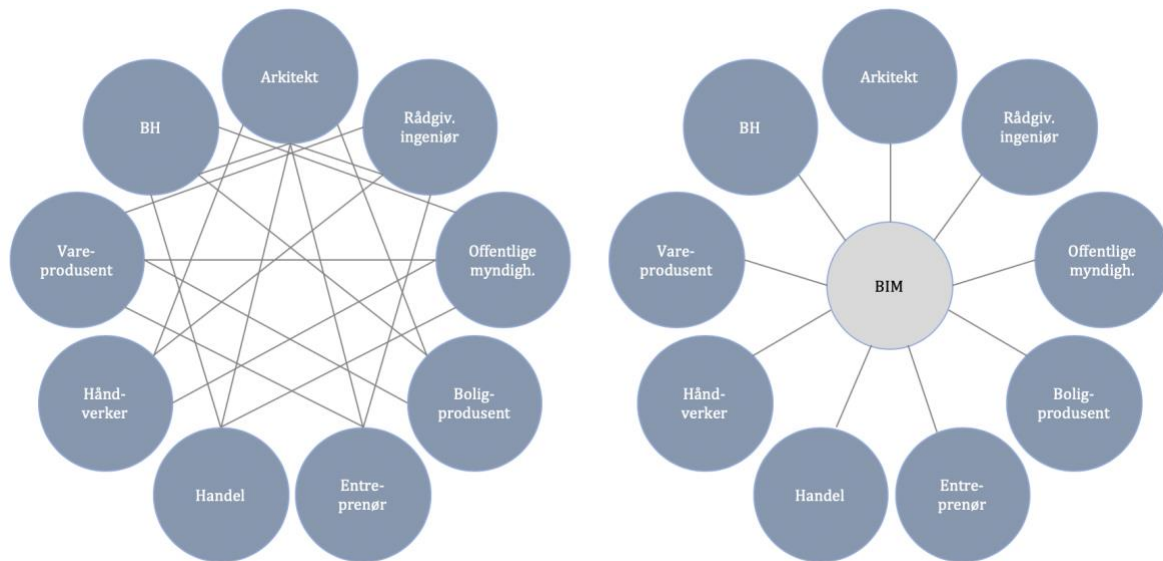 Arkitekt
BH
Rådgiv.
ingeniør
Vare-
produsent
Offentlige
myndigh.
Hånd-
verker
Bolig-
produsent
Handel
Entre-
prenør
Arkitekt
BH
Rådgiv.
ingeniør
Vare-
produsent
Offentlige
myndigh.
BIM
Hånd-
verker
Bolig-
produsent
Handel
Entre-
prenør